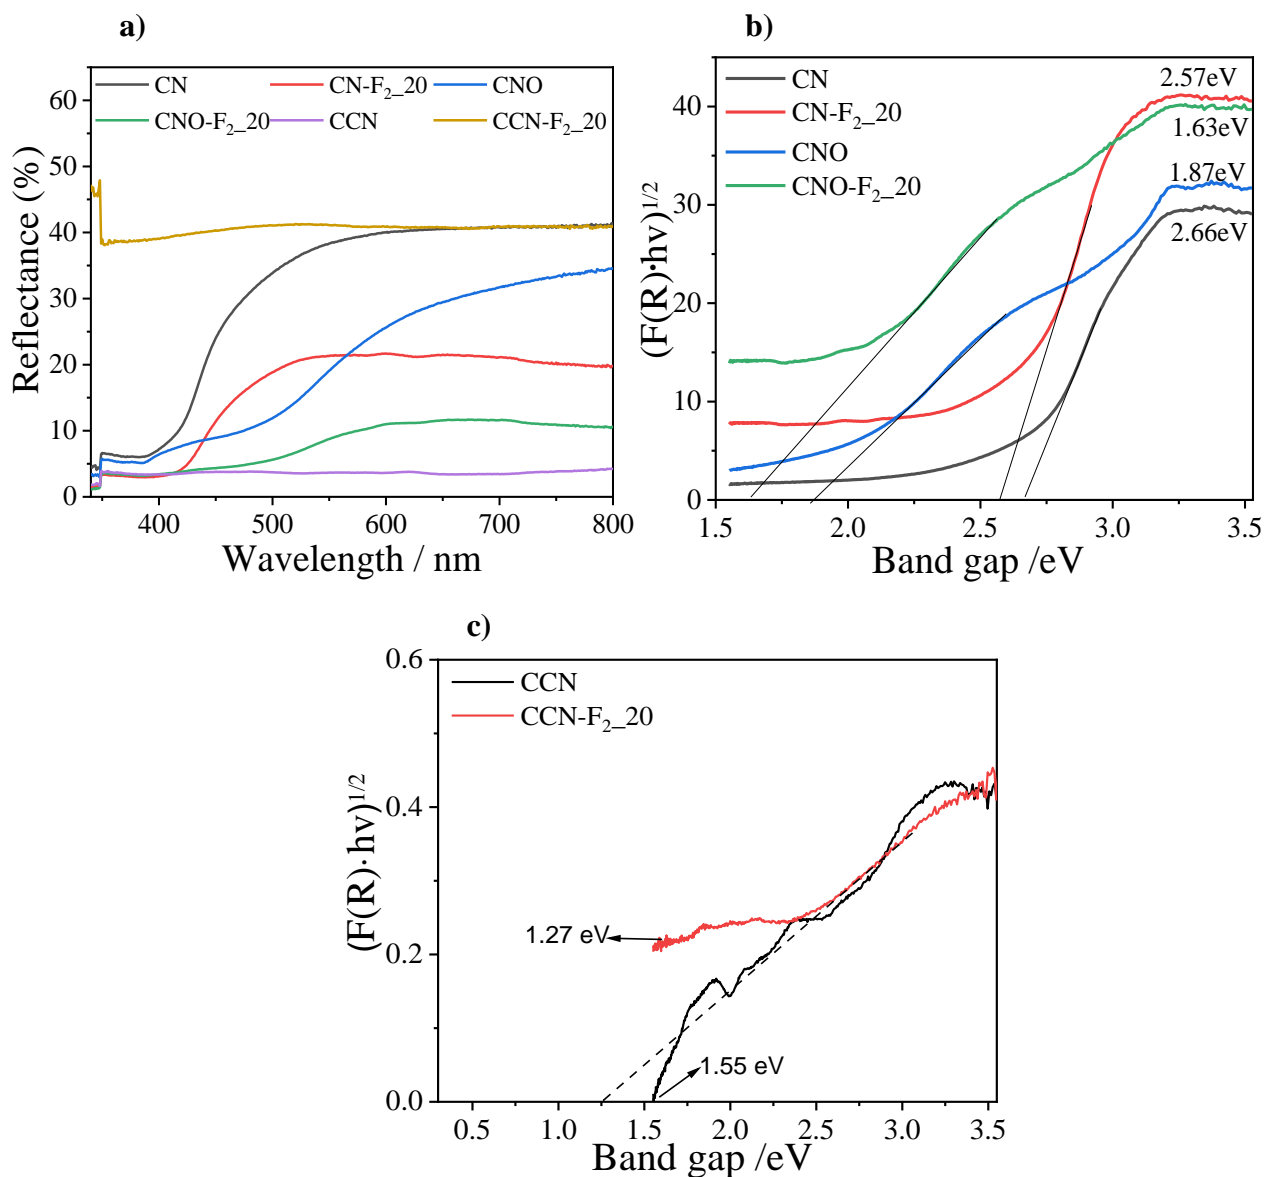 a)
CN CN-F₂_20 CNO
CNO-F₂_20 CCN CCN-F₂_20
Reflectance (%)
60
50
40
30
20
10
0
400 500 600 700 800
Wavelength / nm
b)
CN
CN-F₂_20
CNO
CNO-F₂_20
2.57eV
1.63eV
1.87eV
2.66eV
(F(R)·hv)^1/2
40
30
20
10
0
1.5 2.0 2.5 3.0 3.5
Band gap /eV
c)
CCN
CCN-F₂_20
(F(R)·hv)^1/2
0.6
0.4
0.2
0.0
1.27 eV
1.55 eV
0.5 1.0 1.5 2.0 2.5 3.0 3.5
Band gap /eV